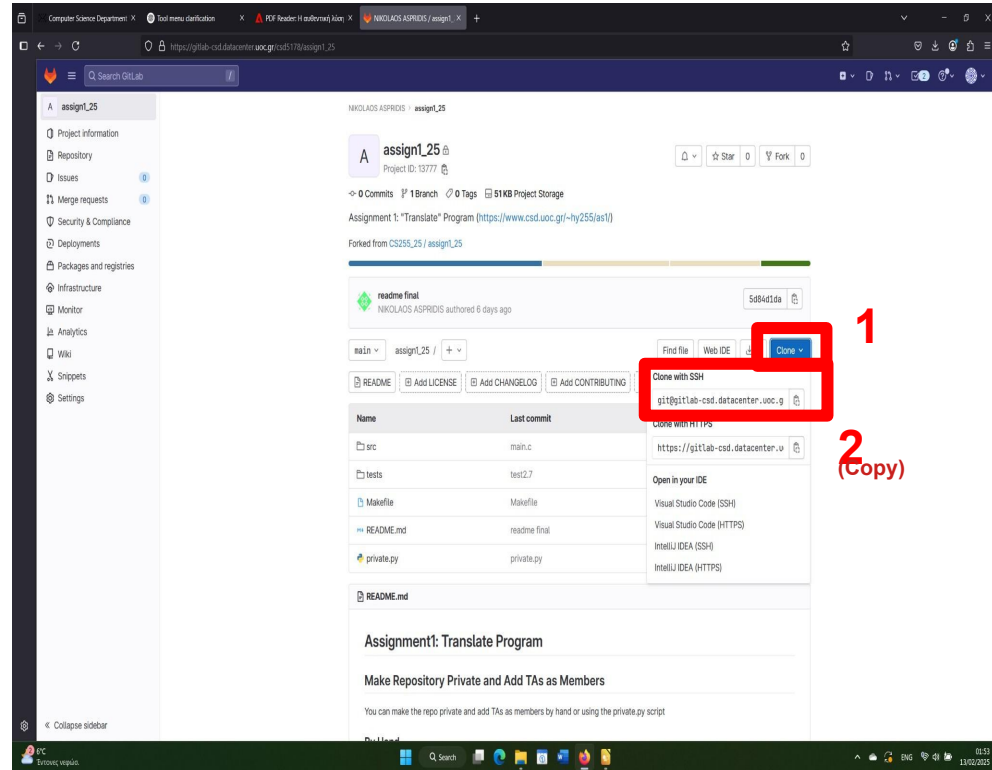 Computer Science Department
Tool menu clarification
PDF Reader: Η αυθεντική λύση
NIKOLAOS ASPRIDIS / assign1_
https://gitlab-csd.datacenter.uoc.gr/csd5178/assign1_25
Search GitLab
/
2
A assign1_25
Project information
Repository
Issues 0
Merge requests 0
Security & Compliance
Deployments
Packages and registries
Infrastructure
Monitor
Analytics
Wiki
Snippets
Settings
Collapse sidebar
NIKOLAOS ASPRIDIS > assign1_25
A
assign1_25
Project ID: 13777
Star 0 Fork 0
0 Commits 1 Branch 0 Tags 51 KB Project Storage
Assignment 1: "Translate" Program (https://www.csd.uoc.gr/~hy255/as1/)
Forked from CS255_25 / assign1_25
readme final
NIKOLAOS ASPRIDIS authored 6 days ago
5d84d1da
1
main assign1_25 / +
Find file Web IDE Clone
README Add LICENSE Add CHANGELOG Add CONTRIBUTING
Clone with SSH
git@gitlab-csd.datacenter.uoc.g
Clone with HTTPS
https://gitlab-csd.datacenter.u
2
(Copy)
Open in your IDE
Visual Studio Code (SSH)
Visual Studio Code (HTTPS)
IntelliJ IDEA (SSH)
IntelliJ IDEA (HTTPS)
Name Last commit
src main.c
tests test2.7
Makefile Makefile
README.md readme final
private.py private.py
README.md
Assignment1: Translate Program
Make Repository Private and Add TAs as Members
You can make the repo private and add TAs as members by hand or using the private.py script
6°C
Έντονες νεφώσ.
Search
ENG
01:53
13/02/2025